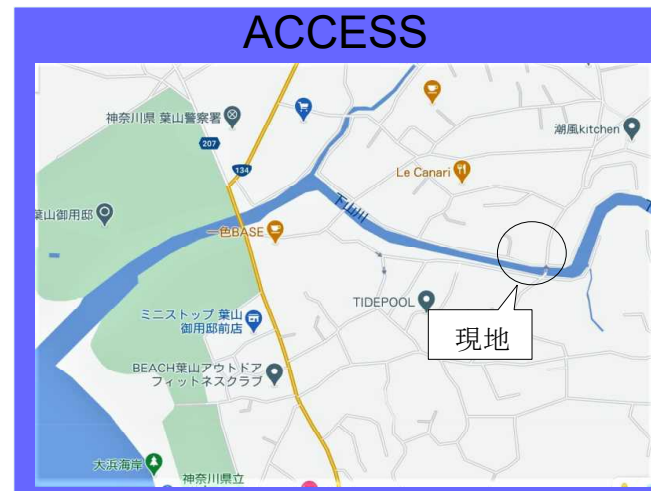 ACCESS
神奈川県 葉山警察署
207
134
潮風kitchen
Le Canari
葉山御用邸
下山川
一色BASE
TIDEPOOL
ミニストップ 葉山
御用邸前店
現地
BEACH葉山アウトドア
フィットネスクラブ
大浜海岸
神奈川県立